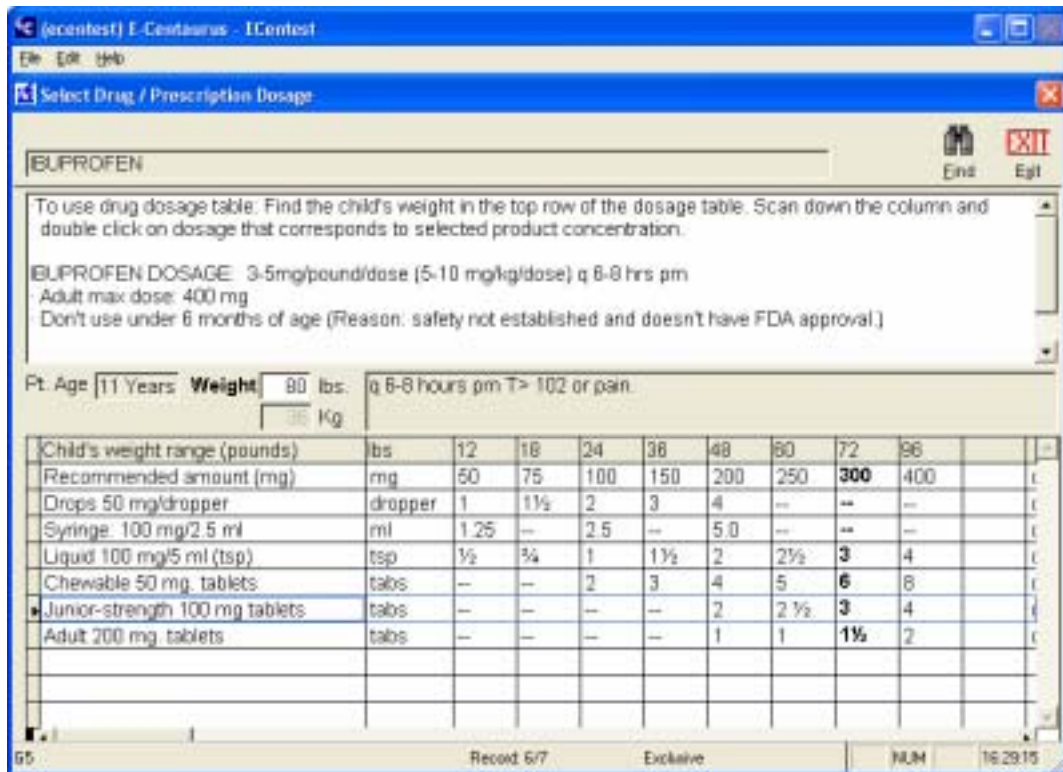 (ecentest) E-Centaurus - ECentest
File Edit Help
Select Drug / Prescription Dosage
IBUPROFEN
Find
EXIT
Exit
To use drug dosage table: Find the child's weight in the top row of the dosage table. Scan down the column and
double click on dosage that corresponds to selected product concentration.
IBUPROFEN DOSAGE: 3-5mg/pound/dose (5-10 mg/kg/dose) q 6-8 hrs prn
· Adult max dose: 400 mg
· Don't use under 6 months of age (Reason: safety not established and doesn't have FDA approval.)
Pt. Age 11 Years Weight 80 lbs. q 6-8 hours prn T> 102 or pain.
36 Kg
Child's weight range (pounds) lbs 12 18 24 36 48 60 72 96
Recommended amount (mg) mg 50 75 100 150 200 250 300 400
Drops 50 mg/dropper dropper 1 1½ 2 3 4 -- -- --
Syringe: 100 mg/2.5 ml ml 1.25 -- 2.5 -- 5.0 -- -- --
Liquid 100 mg/5 ml (tsp) tsp ½ ¾ 1 1½ 2 2½ 3 4
Chewable 50 mg. tablets tabs -- -- 2 3 4 5 6 8
Junior-strength 100 mg tablets tabs -- -- -- -- 2 2 ½ 3 4
Adult 200 mg. tablets tabs -- -- -- -- 1 1 1½ 2
G5 Record: 6/7 Exclusive NUM 16:29:15